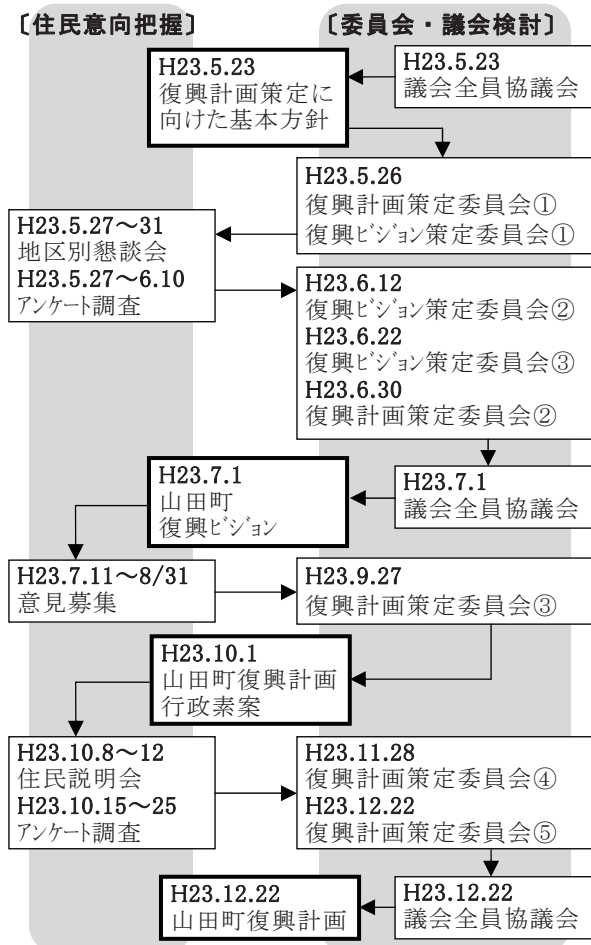 〔住民意向把握〕
〔委員会・議会検討〕
H23.5.23
復興計画策定に
向けた基本方針
H23.5.23
議会全員協議会
H23.5.26
復興計画策定委員会①
復興ビジョン策定委員会①
H23.5.27～31
地区別懇談会
H23.5.27～6.10
アンケート調査
H23.6.12
復興ビジョン策定委員会②
H23.6.22
復興ビジョン策定委員会③
H23.6.30
復興計画策定委員会②
H23.7.1
山田町
復興ビジョン
H23.7.1
議会全員協議会
H23.7.11～8/31
意見募集
H23.9.27
復興計画策定委員会③
H23.10.1
山田町復興計画
行政素案
H23.10.8～12
住民説明会
H23.10.15～25
アンケート調査
H23.11.28
復興計画策定委員会④
H23.12.22
復興計画策定委員会⑤
H23.12.22
山田町復興計画
H23.12.22
議会全員協議会